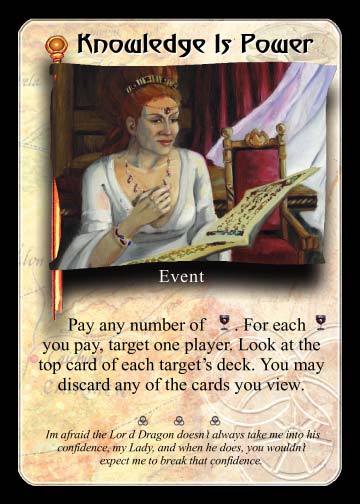 Knowledge Is Power
Event
Pay any number of . For each
you pay, target one player. Look at the
top card of each target's deck. You may
discard any of the cards you view.
Im afraid the Lor d Dragon doesn't always take me into his
confidence, my Lady, and when he does, you wouldn't
expect me to break that confidence.